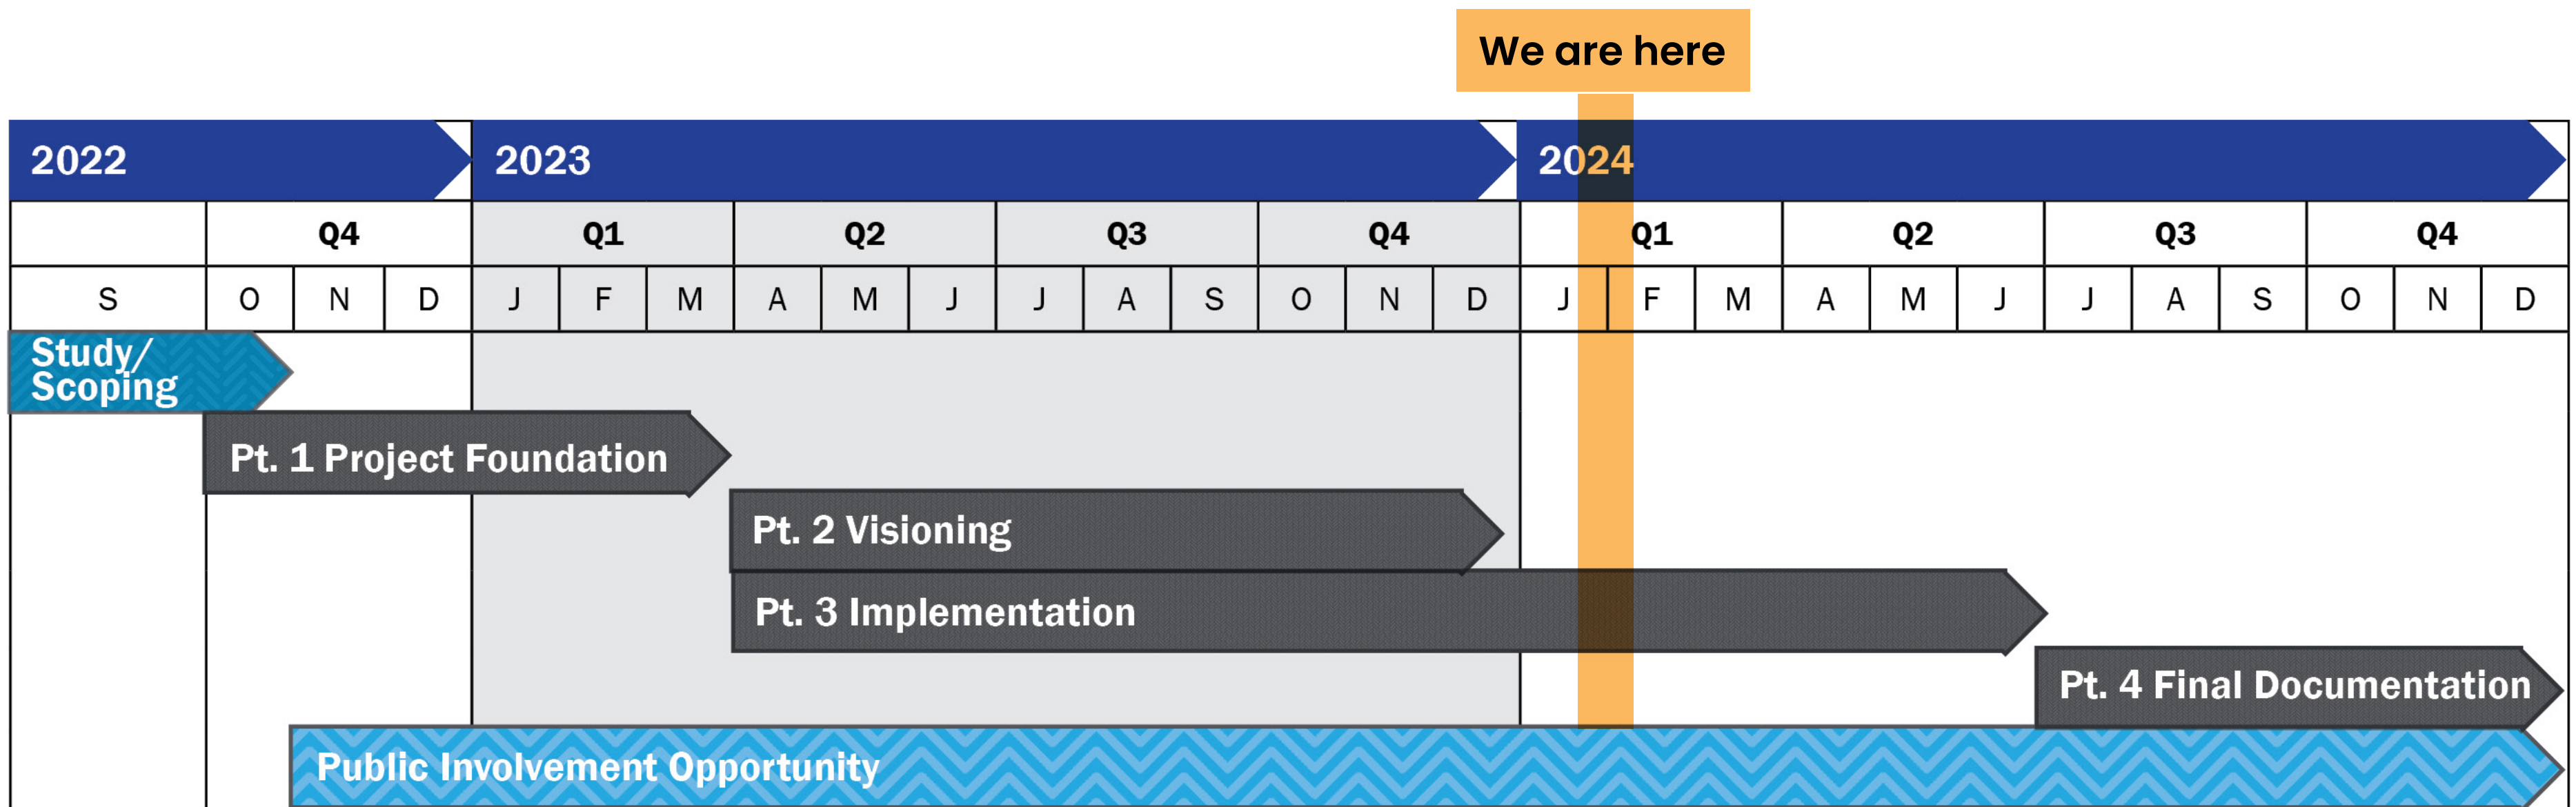 We are here
2022 2023 2024
Q4 Q1 Q2 Q3 Q4 Q1 Q2 Q3 Q4
S O N D J F M A M J J A S O N D J F M A M J J A S O N D
Study/
Scoping
Pt. 1 Project Foundation
Pt. 2 Visioning
Pt. 3 Implementation
Pt. 4 Final Documentation
Public Involvement Opportunity